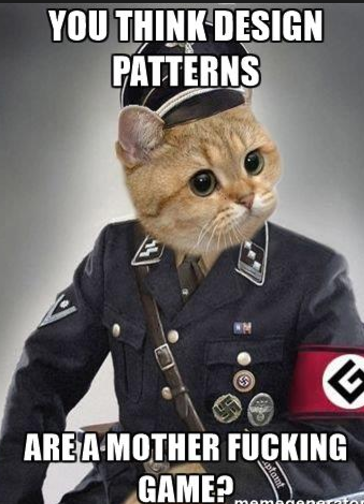 YOU THINK DESIGN
PATTERNS
G
ARE A MOTHER FUCKING
GAME?